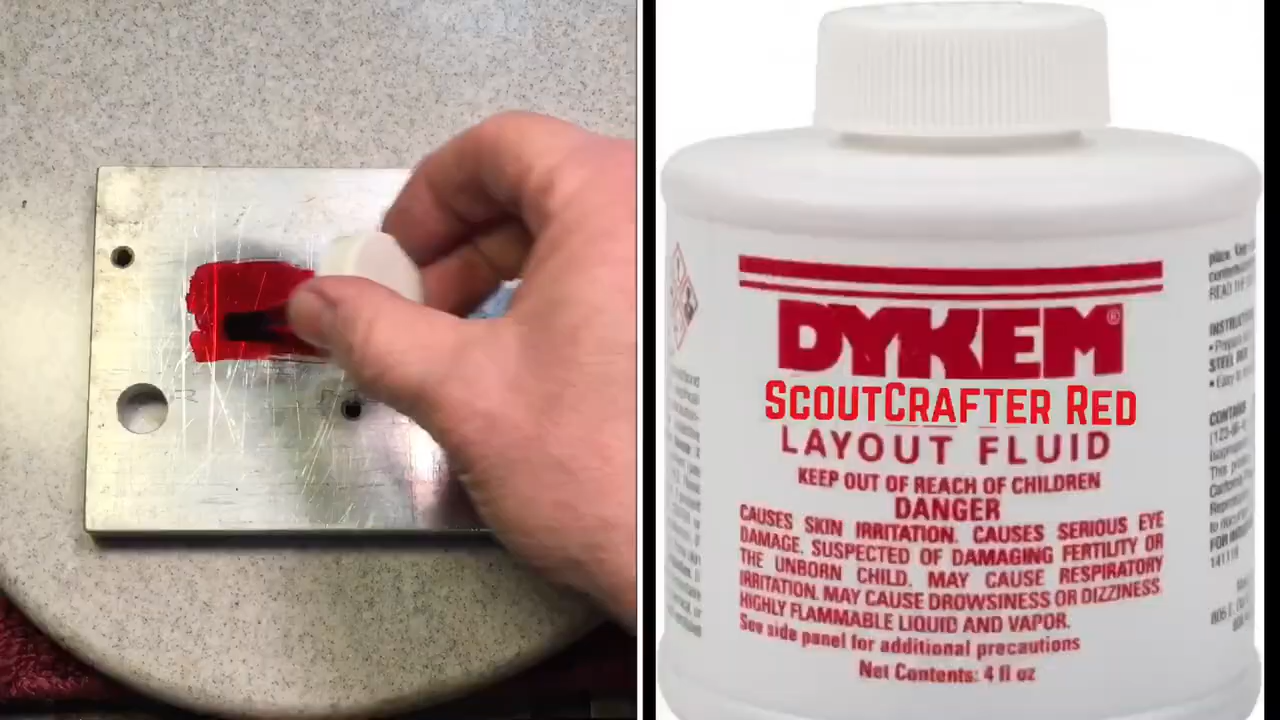 DYKEM®
SCOUTCRAFTER RED
LAYOUT FLUID
KEEP OUT OF REACH OF CHILDREN
DANGER
CAUSES SKIN IRRITATION. CAUSES SERIOUS EYE
DAMAGE. SUSPECTED OF DAMAGING FERTILITY OR
THE UNBORN CHILD. MAY CAUSE RESPIRATORY
IRRITATION. MAY CAUSE DROWSINESS OR DIZZINESS.
HIGHLY FLAMMABLE LIQUID AND VAPOR.
See side panel for additional precautions
Net Contents: 4 fl oz